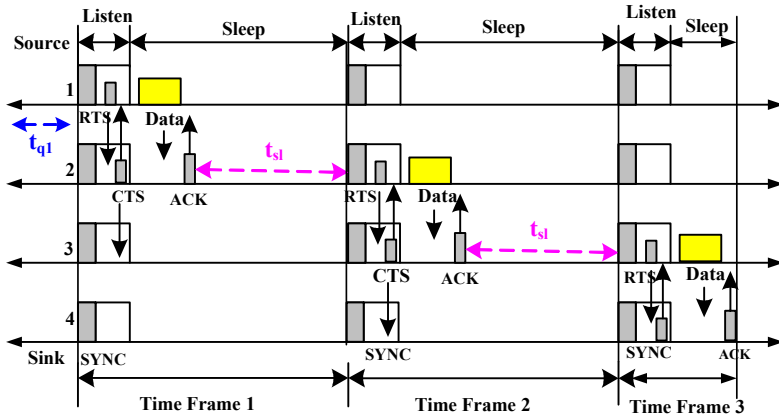 Listen Listen Listen
Source Sleep Sleep Sleep
1
RTS Data
t_q1
2 t_sl
CTS ACK RTS Data
3 t_sl
CTS ACK RTS Data
4
Sink SYNC SYNC SYNC ACK
Time Frame 1 Time Frame 2 Time Frame 3